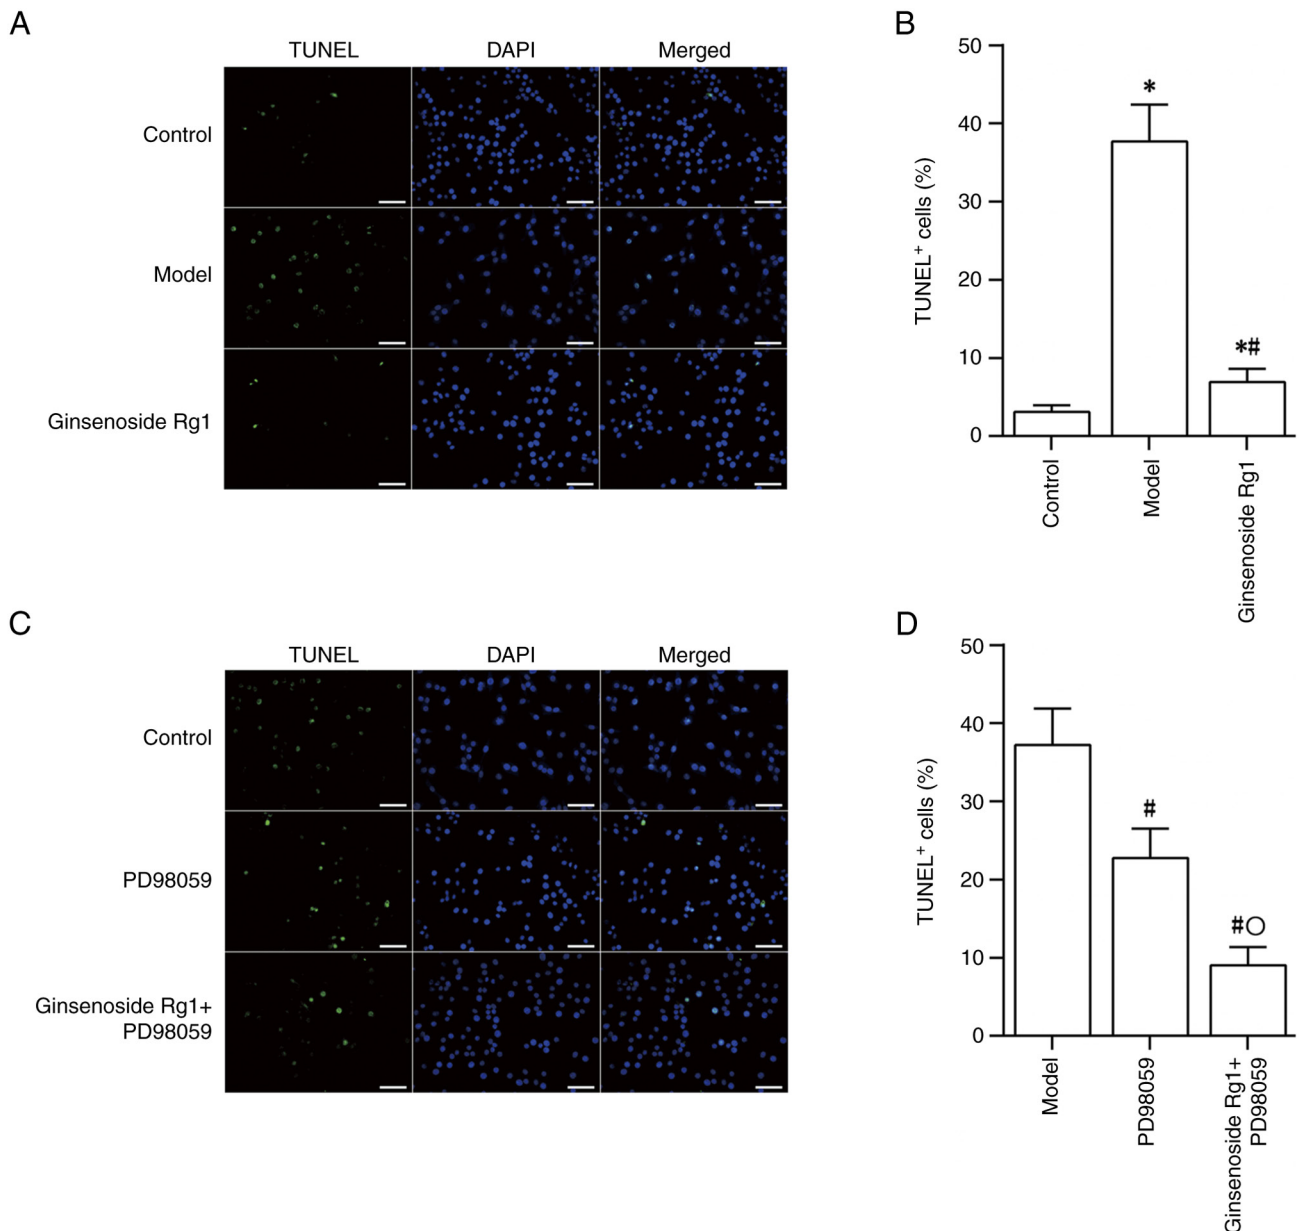 A
TUNEL DAPI Merged
Control
Model
Ginsenoside Rg1
B
50
40
30
20
10
0
TUNEL⁺ cells (%)
*
*#
Control
Model
Ginsenoside Rg1
C
TUNEL DAPI Merged
Control
PD98059
Ginsenoside Rg1+
PD98059
D
50
40
30
20
10
0
TUNEL⁺ cells (%)
#
#○
Model
PD98059
Ginsenoside Rg1+
PD98059